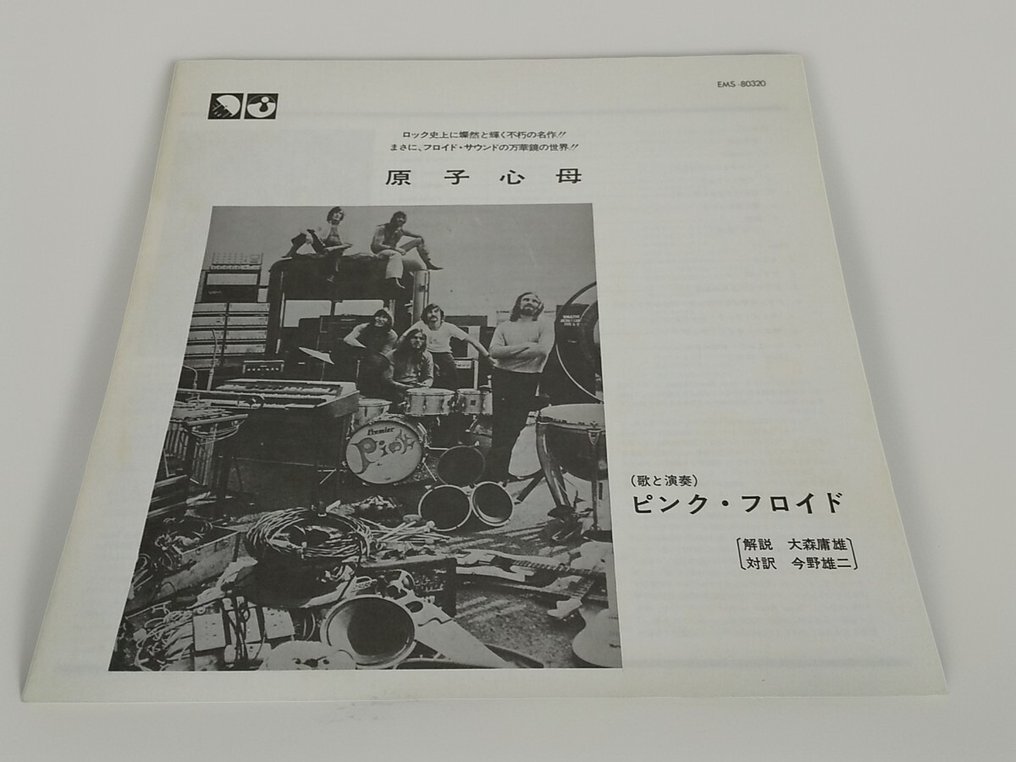 EMS-80320
ロック史上に燦然と輝く不朽の名作!!
まさに、フロイド・サウンドの万華鏡の世界!!
原子心母
Premier
Pink
(歌と演奏)
ピンク・フロイド
解説 大森庸雄
対訳 今野雄二